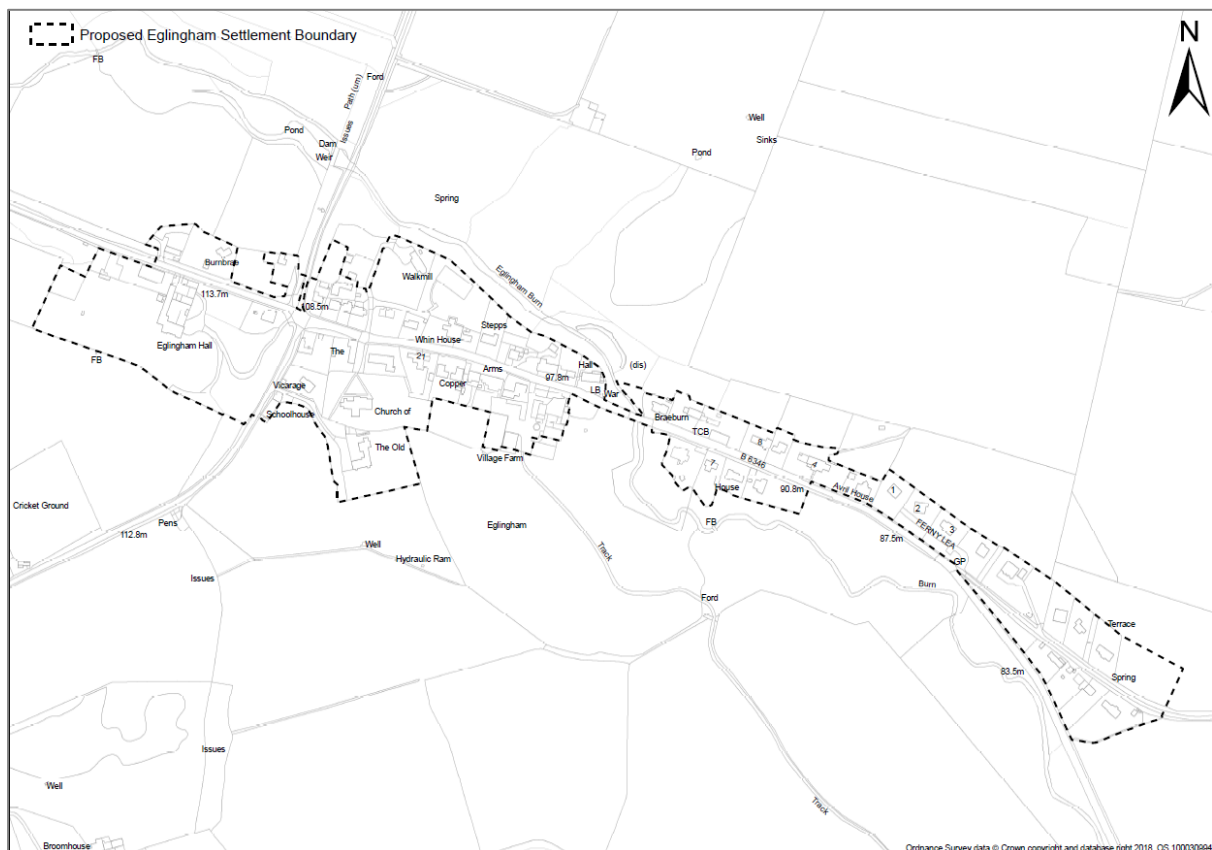 Proposed Eglingham Settlement Boundary
N
FB
Ford
Path (um)
Issues
Pond
Dam
Weir
Well
Sinks
Pond
Spring
Burnbrae
Walkmill
Eglingham Burn
113.7m
108.5m
Stepps
Whin House
Eglingham Hall
The
21
Arms
Hall
(dis)
FB
97.8m
LB
War
Copper
Vicarage
Schoolhouse
Church of
Braeburn
TCB
8
The Old
Village Farm
7
B 6346
4
House
90.8m
Avril House
1
2
3
Cricket Ground
Pens
112.8m
Eglingham
FB
FERNY LEA
87.5m
GP
Well
Track
Hydraulic Ram
Issues
Burn
Ford
Terrace
83.5m
Spring
Issues
Well
Track
Broomhouse
Ordnance Survey data © Crown copyright and database right 2018. OS 100030994